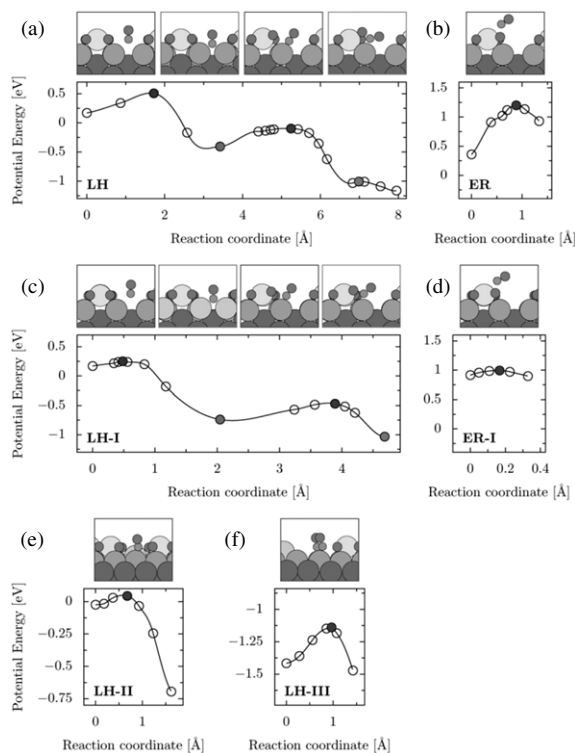 (a)
(b)
Potential Energy [eV]
0.5
0
−0.5
−1
LH
0
2
4
6
8
Reaction coordinate [Å]
Potential Energy [eV]
1.5
1
0.5
0
ER
0
1
Reaction coordinate [Å]
(c)
(d)
Potential Energy [eV]
0.5
0.25
0
−0.5
−1
LH-I
0
1
2
3
4
Reaction coordinate [Å]
1.5
1
0.5
0
ER-I
0
0.2
0.4
Reaction coordinate [Å]
(e)
(f)
Potential Energy [eV]
0
−0.25
−0.5
−0.75
LH-II
0
1
Reaction coordinate [Å]
−1
−1.25
−1.5
LH-III
0
1
Reaction coordinate [Å]